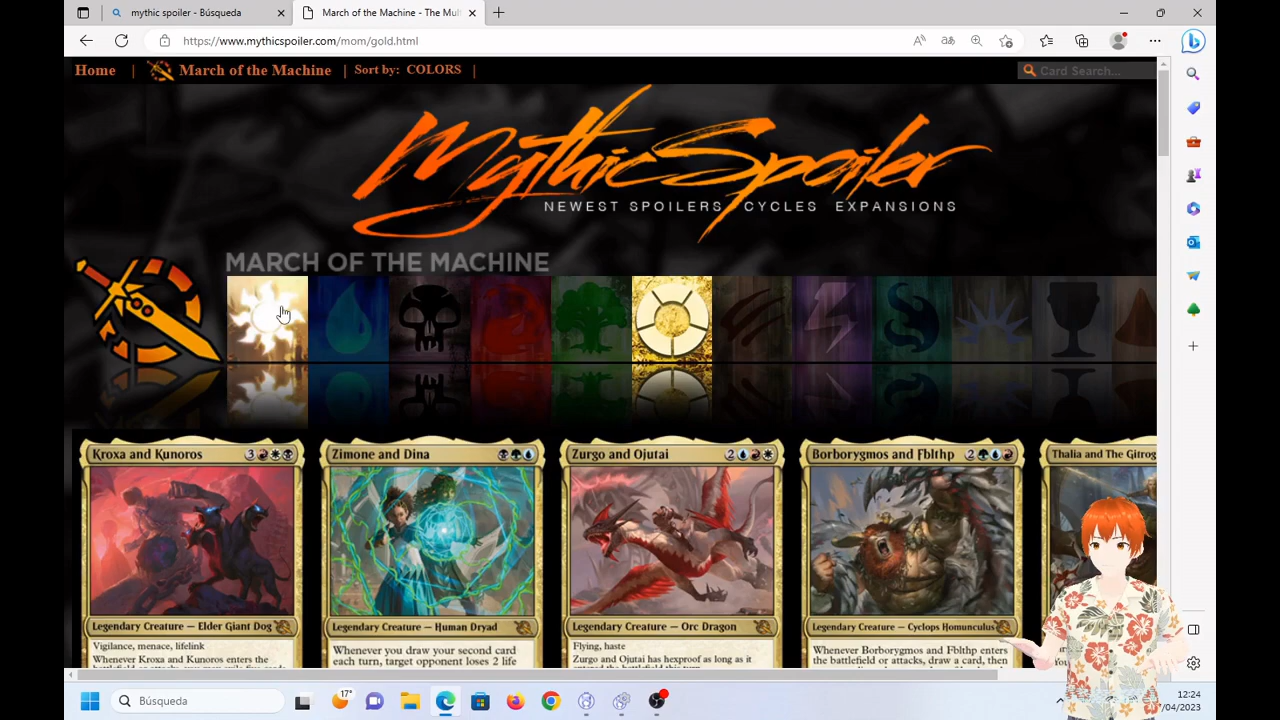 mythic spoiler - Búsqueda
March of the Machine - The Mul
https://www.mythicspoiler.com/mom/gold.html
Home | March of the Machine | Sort by: COLORS |
Card Search...
MythicSpoiler
NEWEST SPOILERS CYCLES EXPANSIONS
MARCH OF THE MACHINE
Kroxa and Kunoros 3
Zimone and Dina
Zurgo and Ojutai 2
Borborygmos and Fblthp 2
Thalia and The Gitrog
Legendary Creature — Elder Giant Dog
Legendary Creature — Human Dryad
Legendary Creature — Orc Dragon
Legendary Creature — Cyclops Homunculus
Vigilance, menace, lifelink
Whenever Kroxa and Kunoros enters the
Whenever you draw your second card
each turn, target opponent loses 2 life
Flying, haste
Zurgo and Ojutai has hexproof as long as it
Whenever Borborygmos and Fblthp enters the
battlefield or attacks, draw a card, then
Búsqueda
17°
12:24
/04/2023